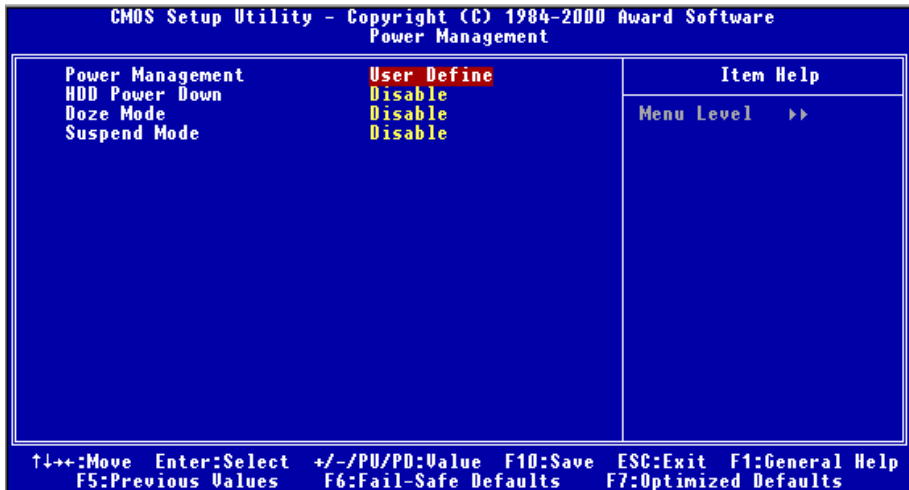 CMOS Setup Utility - Copyright (C) 1984-2000 Award Software
Power Management
Power Management User Define
HDD Power Down Disable
Doze Mode Disable
Suspend Mode Disable
Item Help
Menu Level ▸▸
↑↓→←:Move Enter:Select +/-/PU/PD:Value F10:Save ESC:Exit F1:General Help
F5:Previous Values F6:Fail-Safe Defaults F7:Optimized Defaults